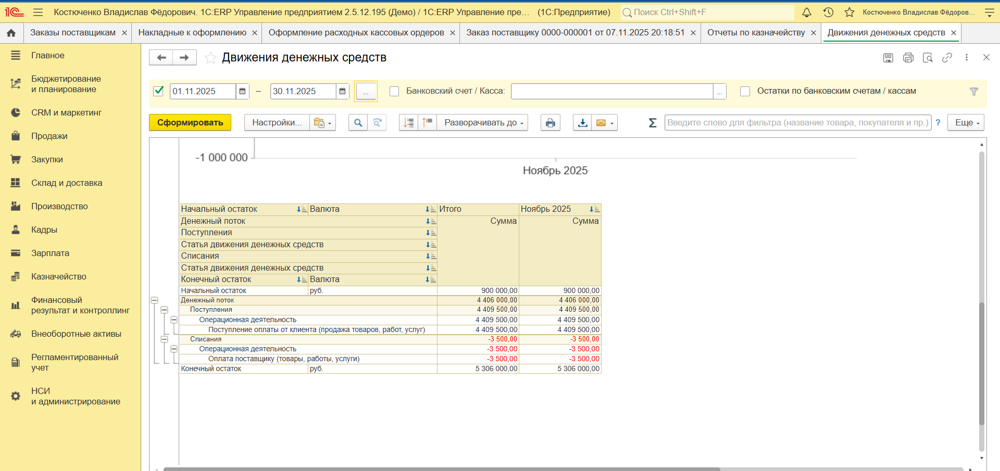 Костюченко Владислав Фёдорович. 1С:ERP Управление предприятием 2.5.12.195 (Демо) / 1С:ERP Управление пре... (1С:Предприятие) Поиск Ctrl+Shift+F Костюченко Владислав Фёдоров...
Заказы поставщикам × Накладные к оформлению × Оформление расходных кассовых ордеров × Заказ поставщику 0000-000001 от 07.11.2025 20:18:51 × Отчеты по казначейству × Движения денежных средств ×
Главное
Бюджетирование
и планирование
CRM и маркетинг
Продажи
Закупки
Склад и доставка
Производство
Кадры
Зарплата
Казначейство
Финансовый
результат и контроллинг
Внеоборотные активы
Регламентированный
учет
НСИ
и администрирование
Движения денежных средств
01.11.2025 – 30.11.2025 ... Банковский счет / Касса: ... Остатки по банковским счетам / кассам
Сформировать Настройки... Разворачивать до Σ Введите слово для фильтра (название товара, покупателя и пр.) ? Еще
-1 000 000
Ноябрь 2025
Начальный остаток Валюта Итого Ноябрь 2025
Денежный поток Сумма Сумма
Поступления
Статья движения денежных средств
Списания
Статья движения денежных средств
Конечный остаток Валюта
Начальный остаток руб. 900 000,00 900 000,00
Денежный поток 4 406 000,00 4 406 000,00
Поступления 4 409 500,00 4 409 500,00
Операционная деятельность 4 409 500,00 4 409 500,00
Поступление оплаты от клиента (продажа товаров, работ, услуг) 4 409 500,00 4 409 500,00
Списания -3 500,00 -3 500,00
Операционная деятельность -3 500,00 -3 500,00
Оплата поставщику (товары, работы, услуги) -3 500,00 -3 500,00
Конечный остаток руб. 5 306 000,00 5 306 000,00